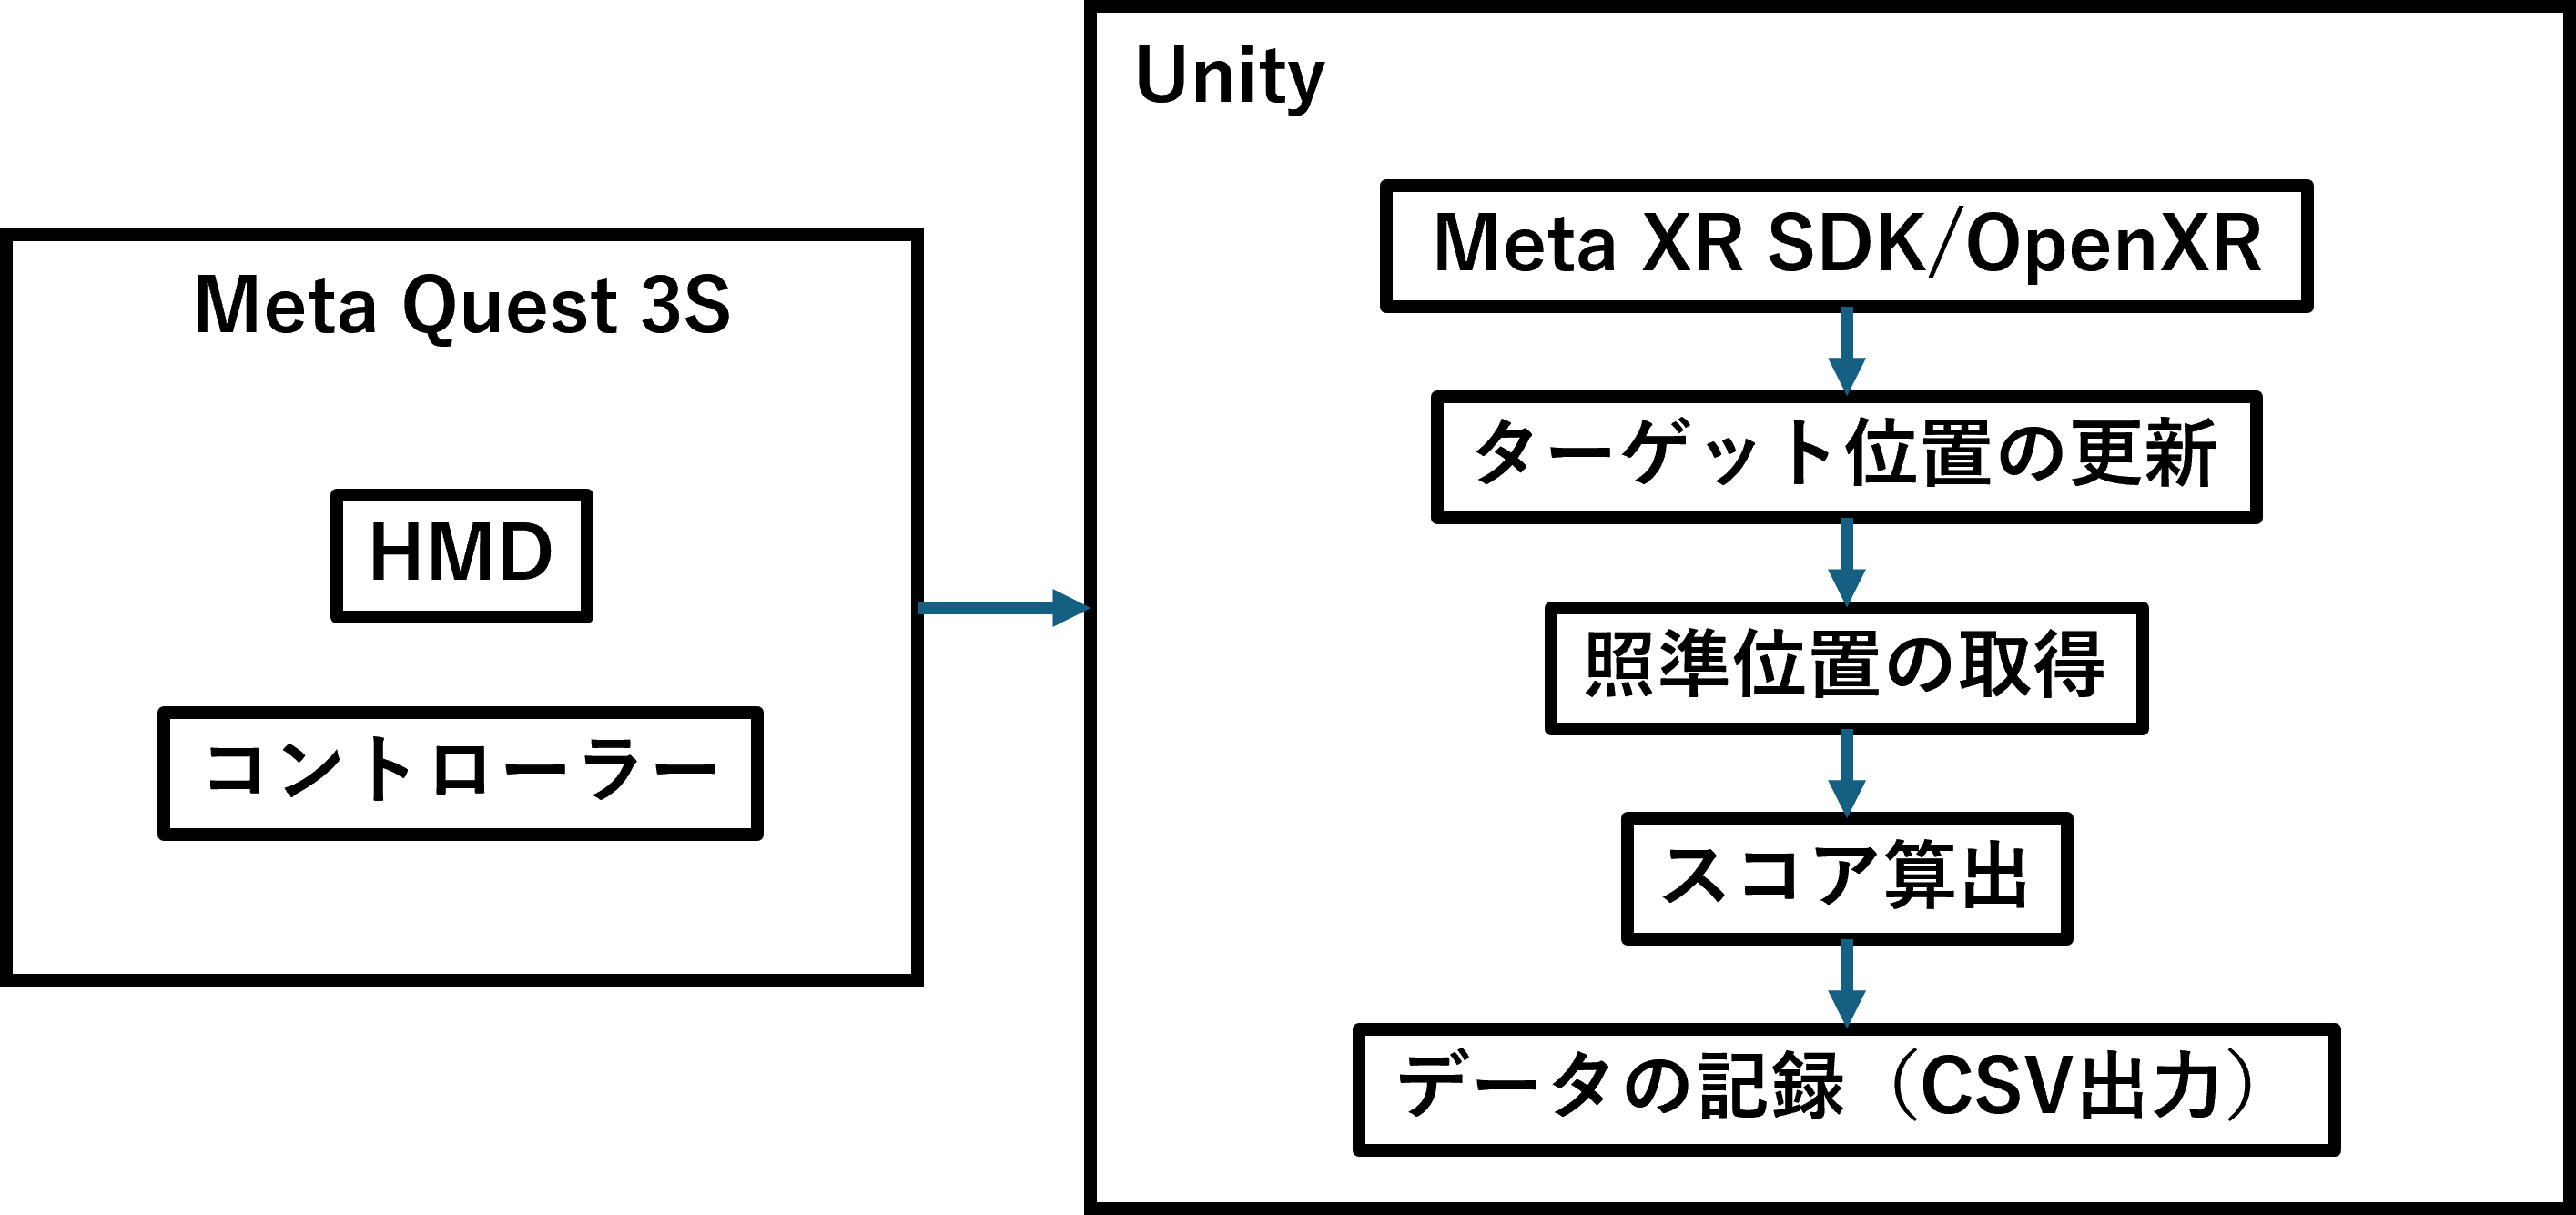 Meta Quest 3S
HMD
コントローラー
Unity
Meta XR SDK/OpenXR
ターゲット位置の更新
照準位置の取得
スコア算出
データの記録（CSV出力）